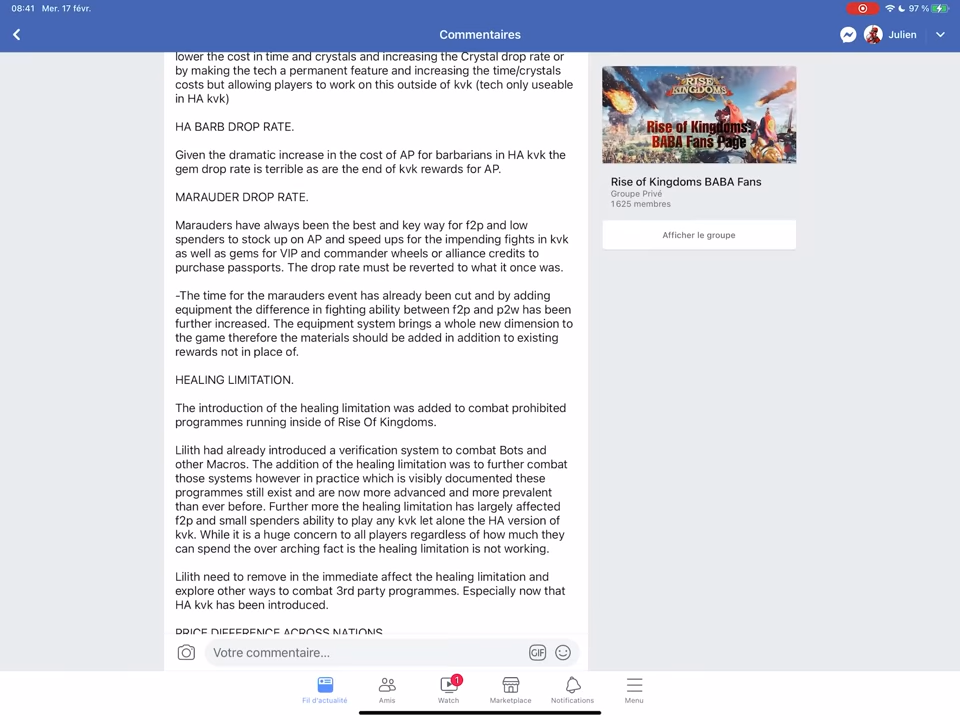 08:41 Mer. 17 févr.
97 %
Commentaires
Julien
lower the cost in time and crystals and increasing the Crystal drop rate or
by making the tech a permanent feature and increasing the time/crystals
costs but allowing players to work on this outside of kvk (tech only useable
in HA kvk)
HA BARB DROP RATE.
Given the dramatic increase in the cost of AP for barbarians in HA kvk the
gem drop rate is terrible as are the end of kvk rewards for AP.
MARAUDER DROP RATE.
Marauders have always been the best and key way for f2p and low
spenders to stock up on AP and speed ups for the impending fights in kvk
as well as gems for VIP and commander wheels or alliance credits to
purchase passports. The drop rate must be reverted to what it once was.
-The time for the marauders event has already been cut and by adding
equipment the difference in fighting ability between f2p and p2w has been
further increased. The equipment system brings a whole new dimension to
the game therefore the materials should be added in addition to existing
rewards not in place of.
HEALING LIMITATION.
The introduction of the healing limitation was added to combat prohibited
programmes running inside of Rise Of Kingdoms.
Lilith had already introduced a verification system to combat Bots and
other Macros. The addition of the healing limitation was to further combat
those systems however in practice which is visibly documented these
programmes still exist and are now more advanced and more prevalent
than ever before. Further more the healing limitation has largely affected
f2p and small spenders ability to play any kvk let alone the HA version of
kvk. While it is a huge concern to all players regardless of how much they
can spend the over arching fact is the healing limitation is not working.
Lilith need to remove in the immediate affect the healing limitation and
explore other ways to combat 3rd party programmes. Especially now that
HA kvk has been introduced.
PRICE DIFFERENCE ACROSS NATIONS
RISE OF
KINGDOMS
Rise of Kingdoms:
BABA Fans Page
Rise of Kingdoms BABA Fans
Groupe Privé
1 625 membres
Afficher le groupe
Votre commentaire...
GIF
1
Fil d'actualité
Amis
Watch
Marketplace
Notifications
Menu